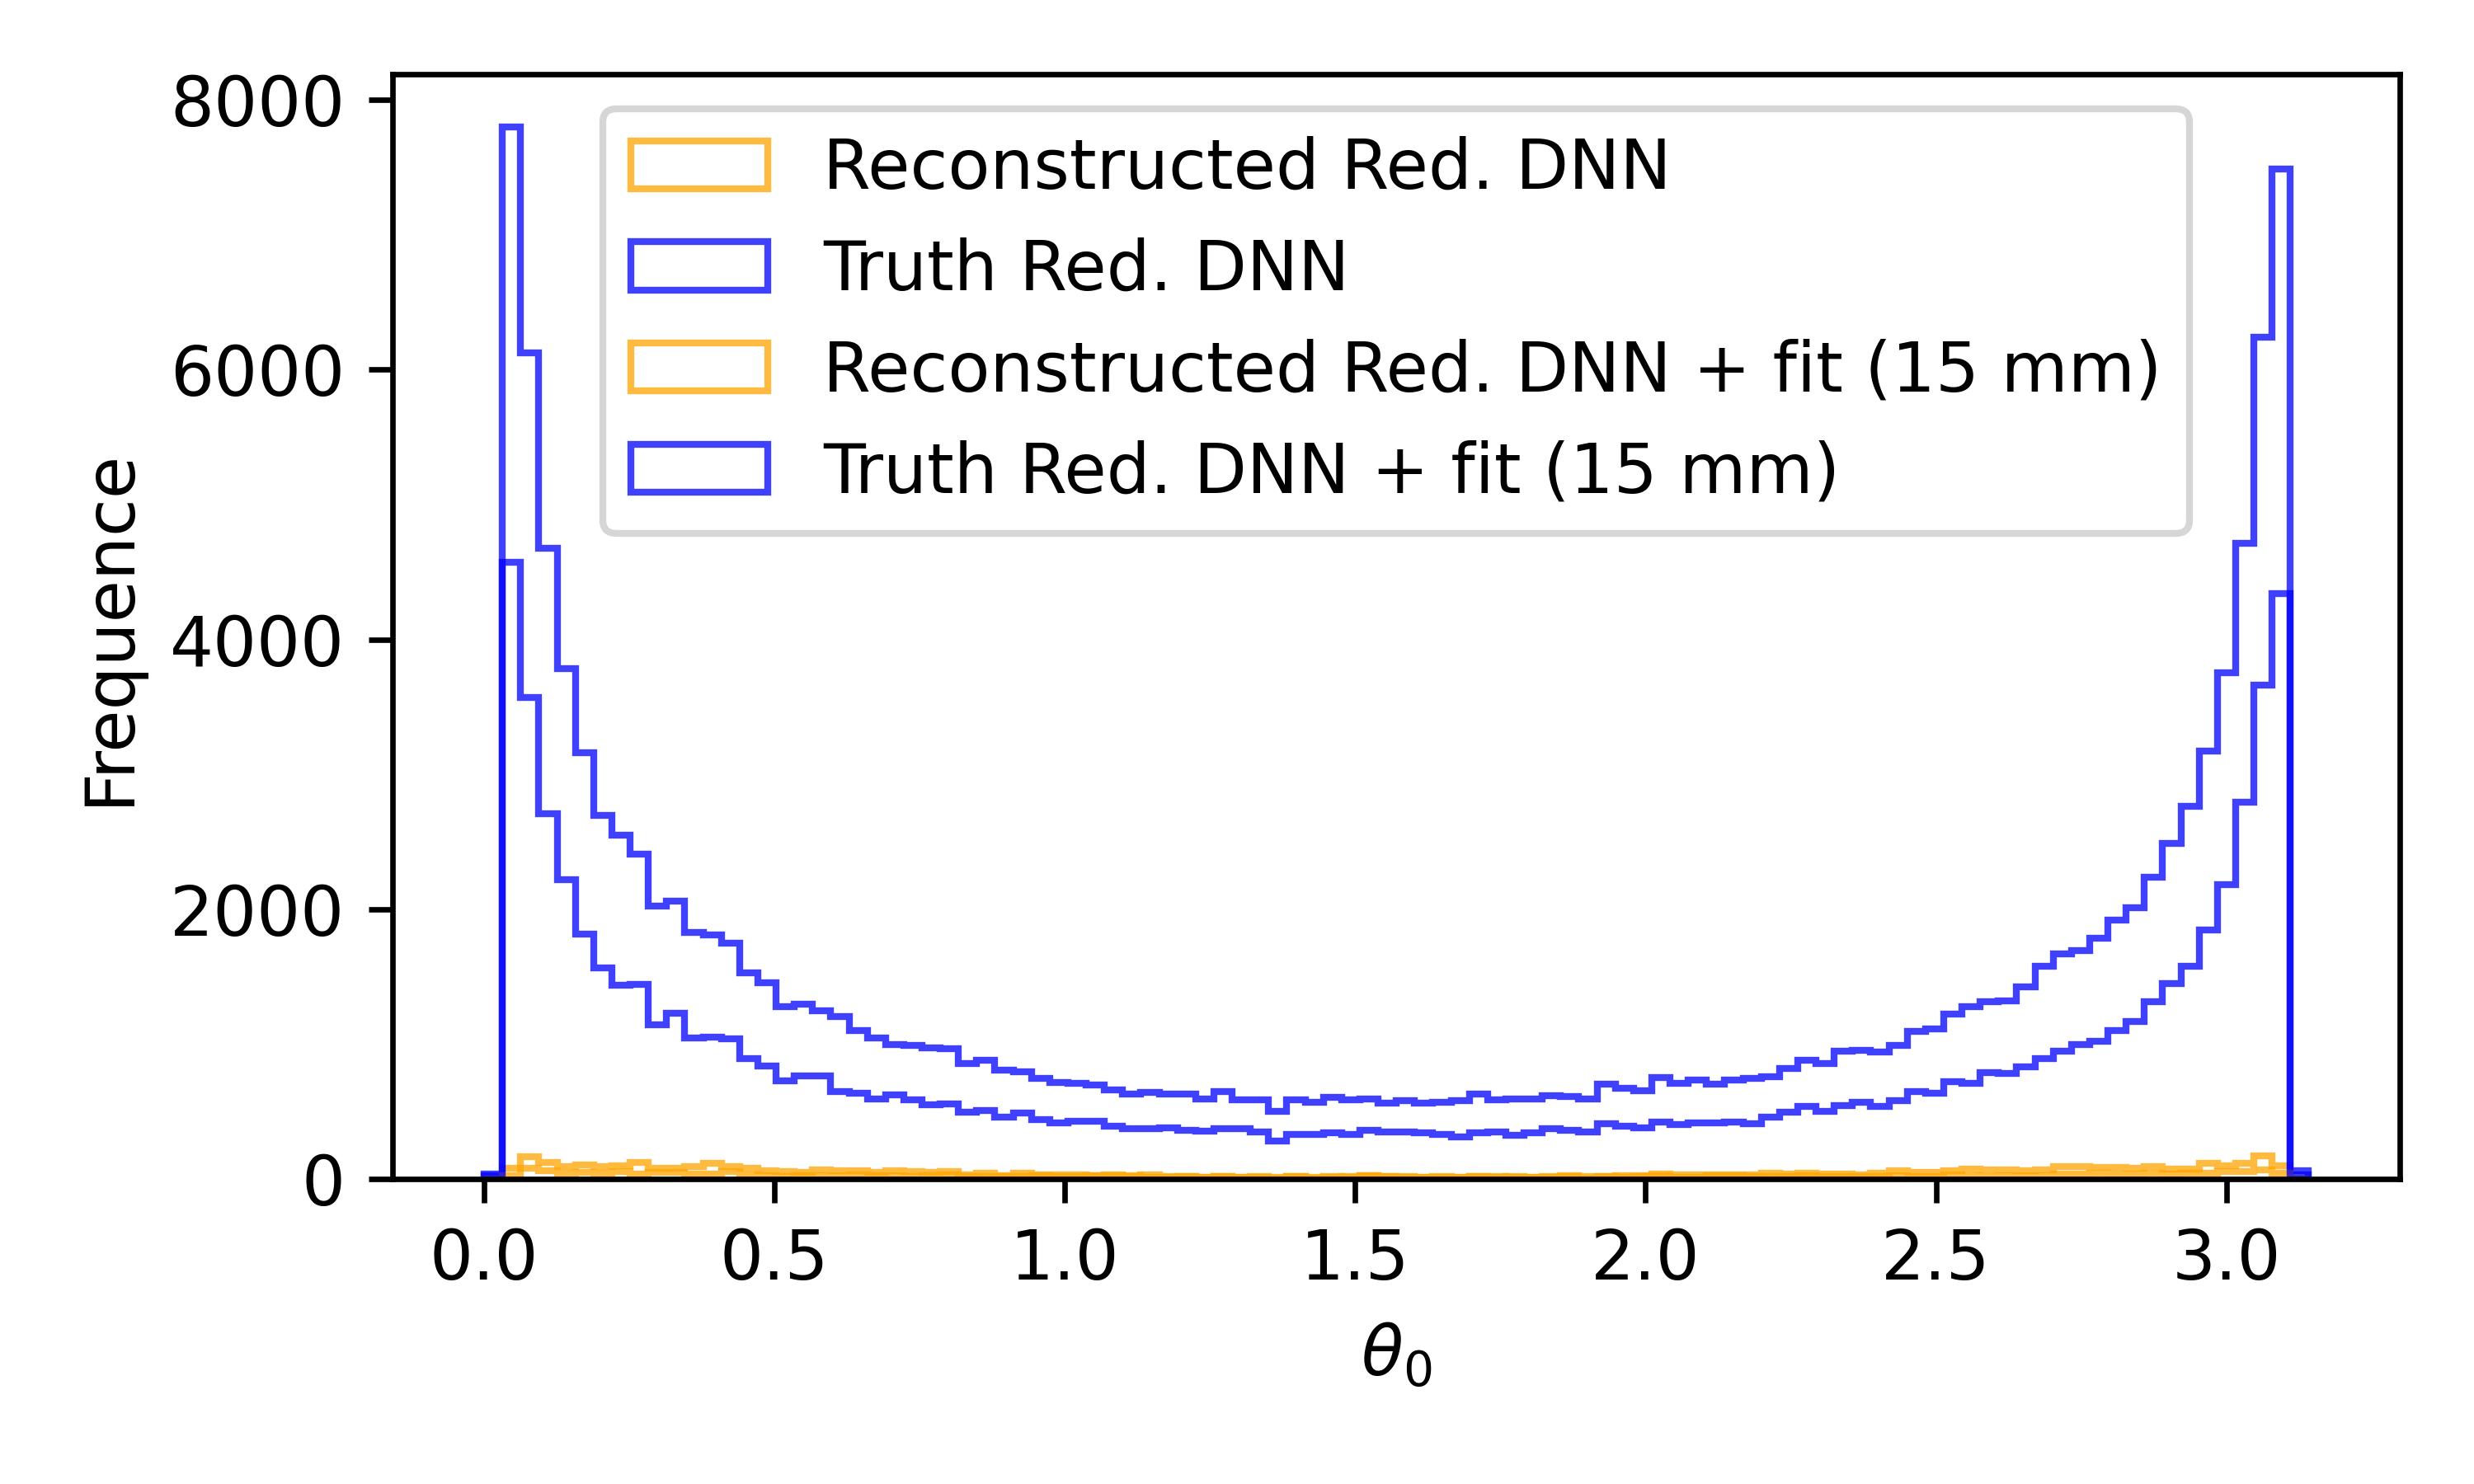 8000
6000
4000
2000
0
Frequence
Reconstructed Red. DNN
Truth Red. DNN
Reconstructed Red. DNN + fit (15 mm)
Truth Red. DNN + fit (15 mm)
0.0 0.5 1.0 1.5 2.0 2.5 3.0
θ₀